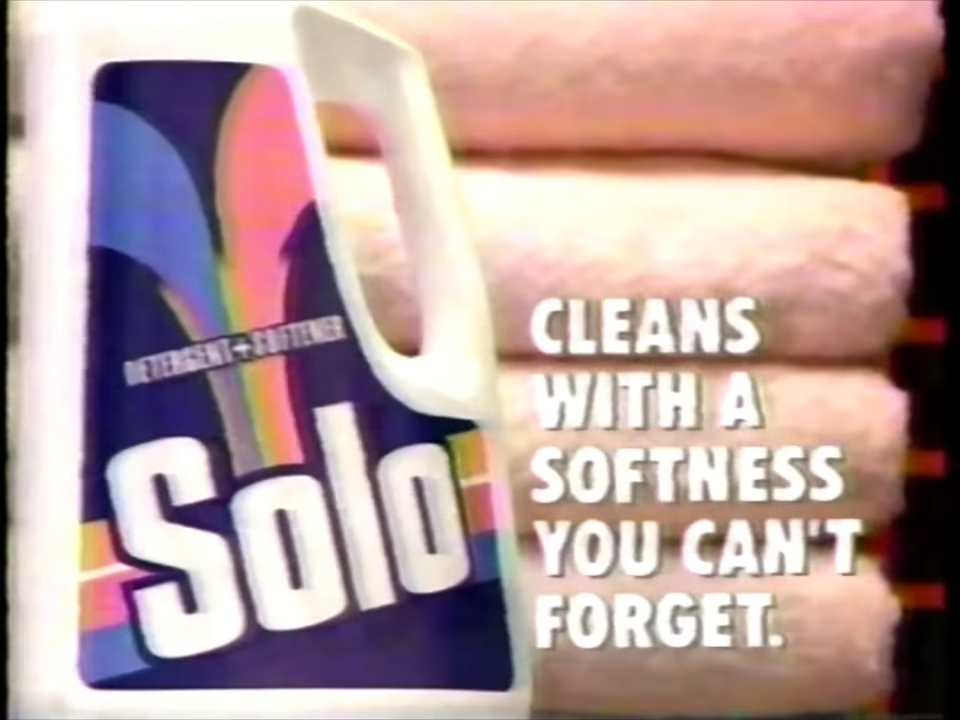 DETERGENT+SOFTENER
Solo
CLEANS
WITH A
SOFTNESS
YOU CAN'T
FORGET.